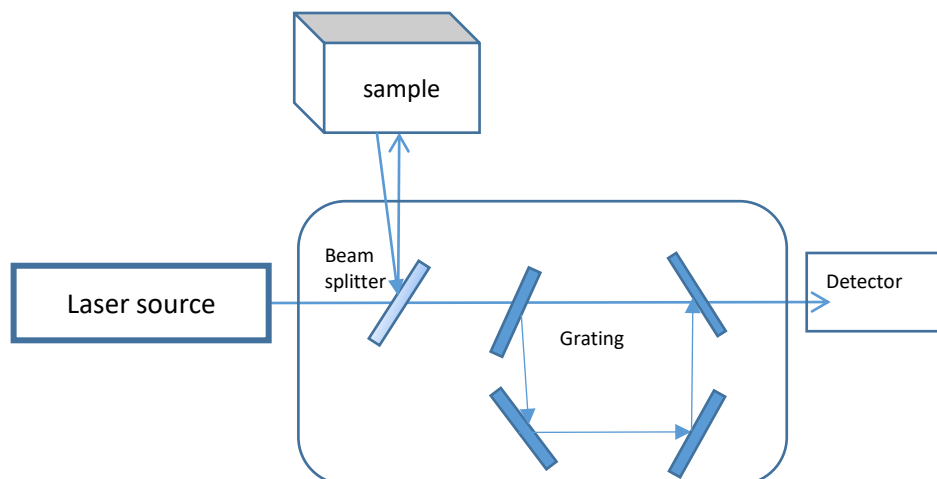 sample
Beam
splitter
Laser source
Grating
Detector